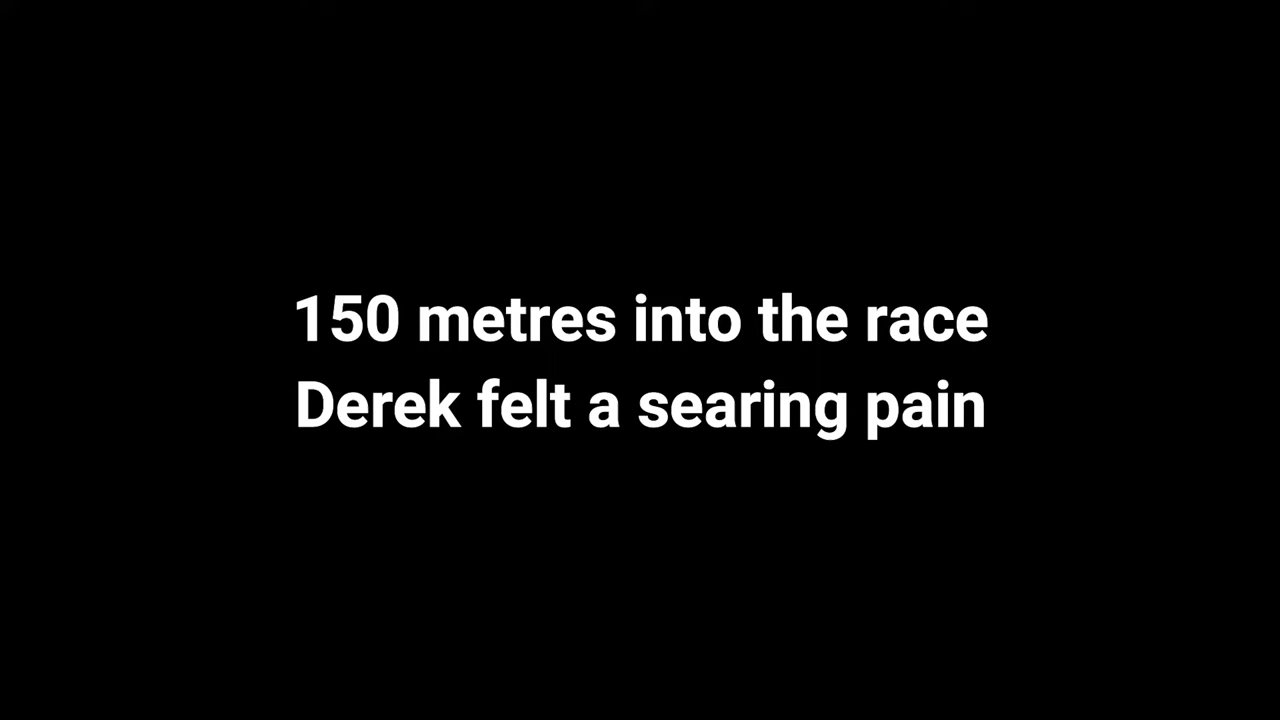 150 metres into the race
Derek felt a searing pain